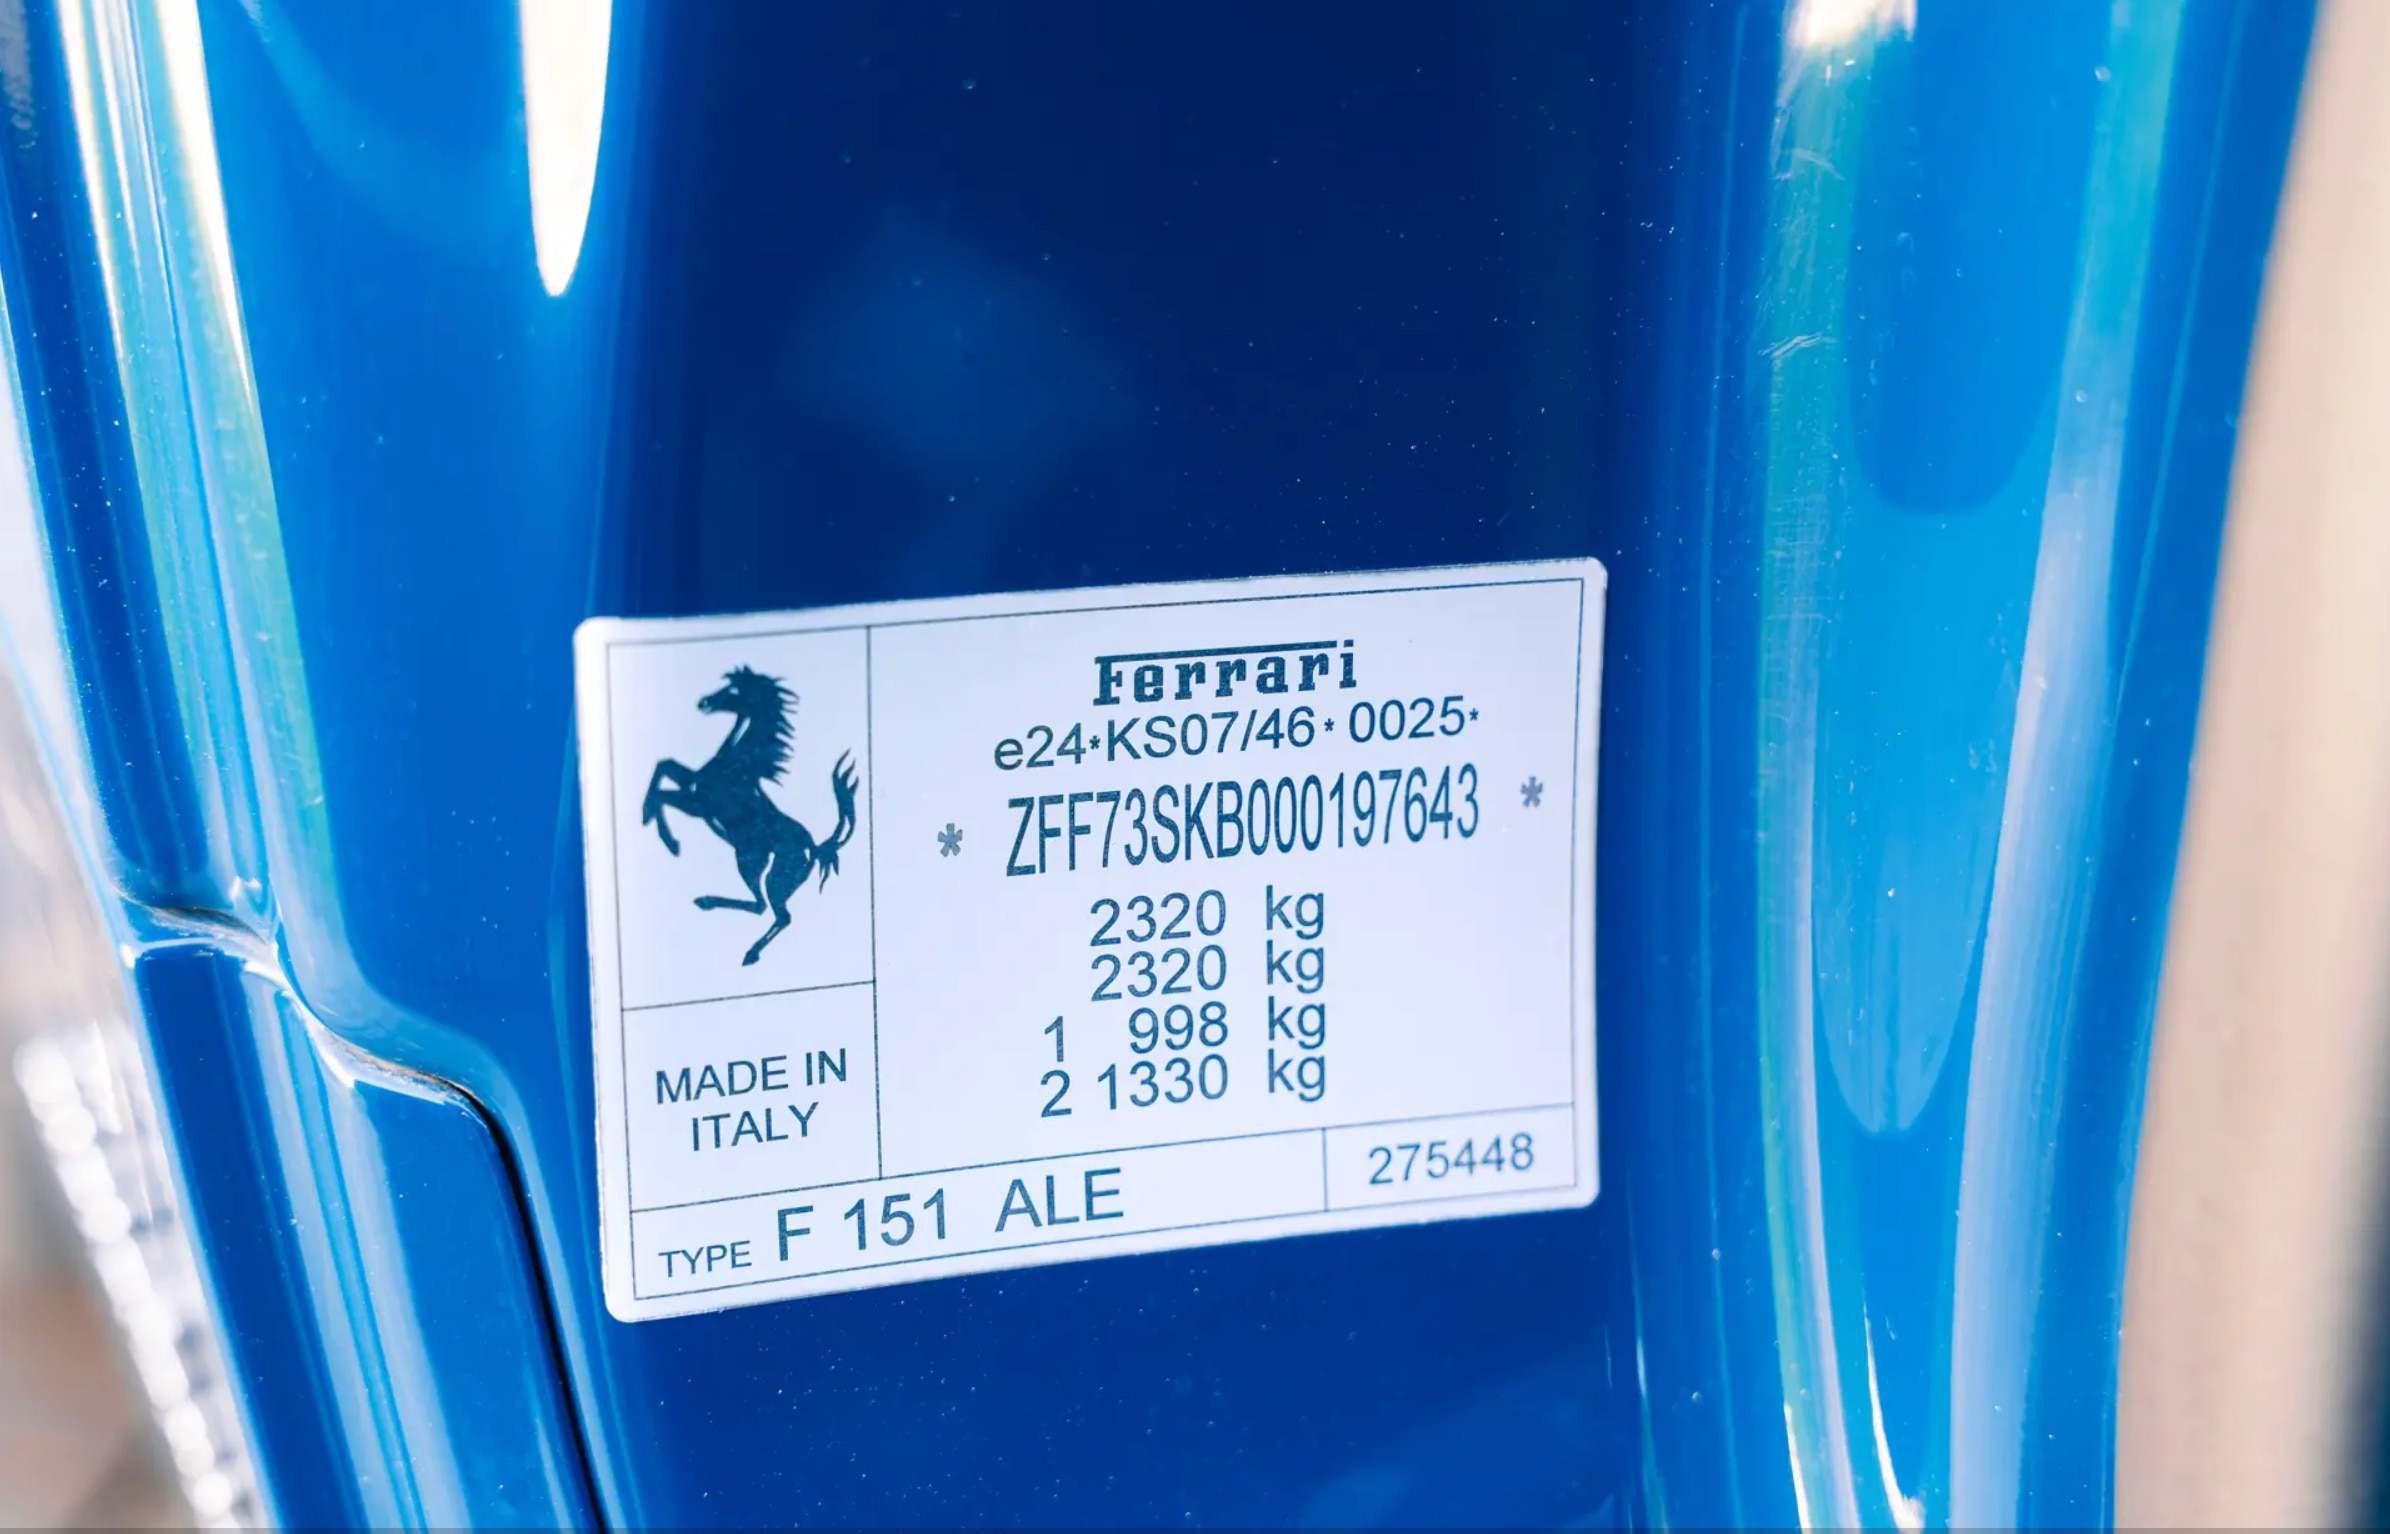 Ferrari
e24*KS07/46*0025*
* ZFF73SKB000197643 *
2320 kg
2320 kg
1 998 kg
2 1330 kg
MADE IN
ITALY
TYPE F 151 ALE
275448